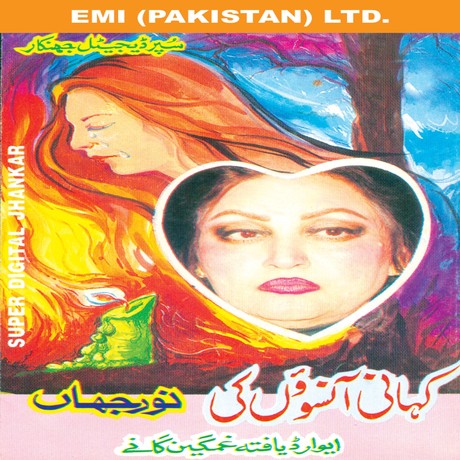 EMI (PAKISTAN) LTD.
سپر ڈیجیٹل جھنکار
SUPER DIGITAL JHANKAR
کہانی آنسوؤں کی
نورجہاں
ایوارڈ یافتہ غمگین گانے